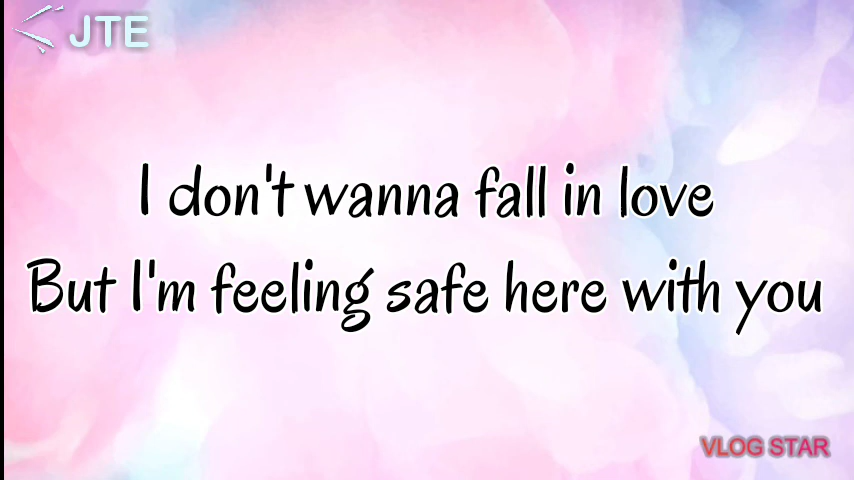 JTE
I don't wanna fall in love
But I'm feeling safe here with you
VLOG STAR